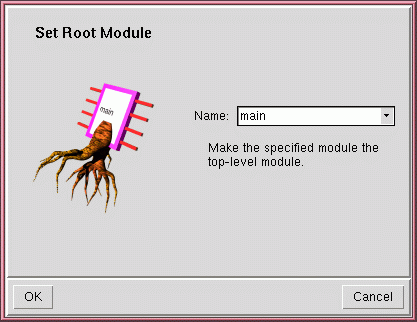 Set Root Module
main
Name: main
Make the specified module the
top-level module.
OK
Cancel